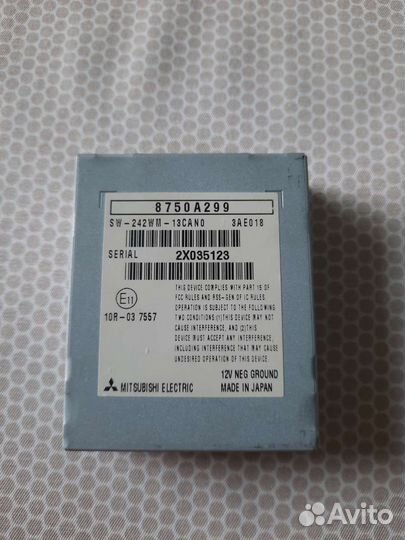 8750A299
SW-242WM-13CAN0 3AE018
SERIAL 2X035123
THIS DEVICE COMPLIES WITH PART 15 OF
FCC RULES AND RSS-GEN OF IC RULES
OPERATION IS SUBJECT TO THE FOLLOWING
TWO CONDITIONS:(1)THIS DEVICE MAY NOT
CAUSE INTERFERENCE, AND (2)THIS
DEVICE MUST ACCEPT ANY INTERFERENCE,
INCLUDING INTERFERENCE THAT MAY CAUSE
UNDESIRED OPERATION OF THIS DEVICE.
E11
10R-03 7557
12V NEG GROUND
MITSUBISHI ELECTRIC MADE IN JAPAN
Avito